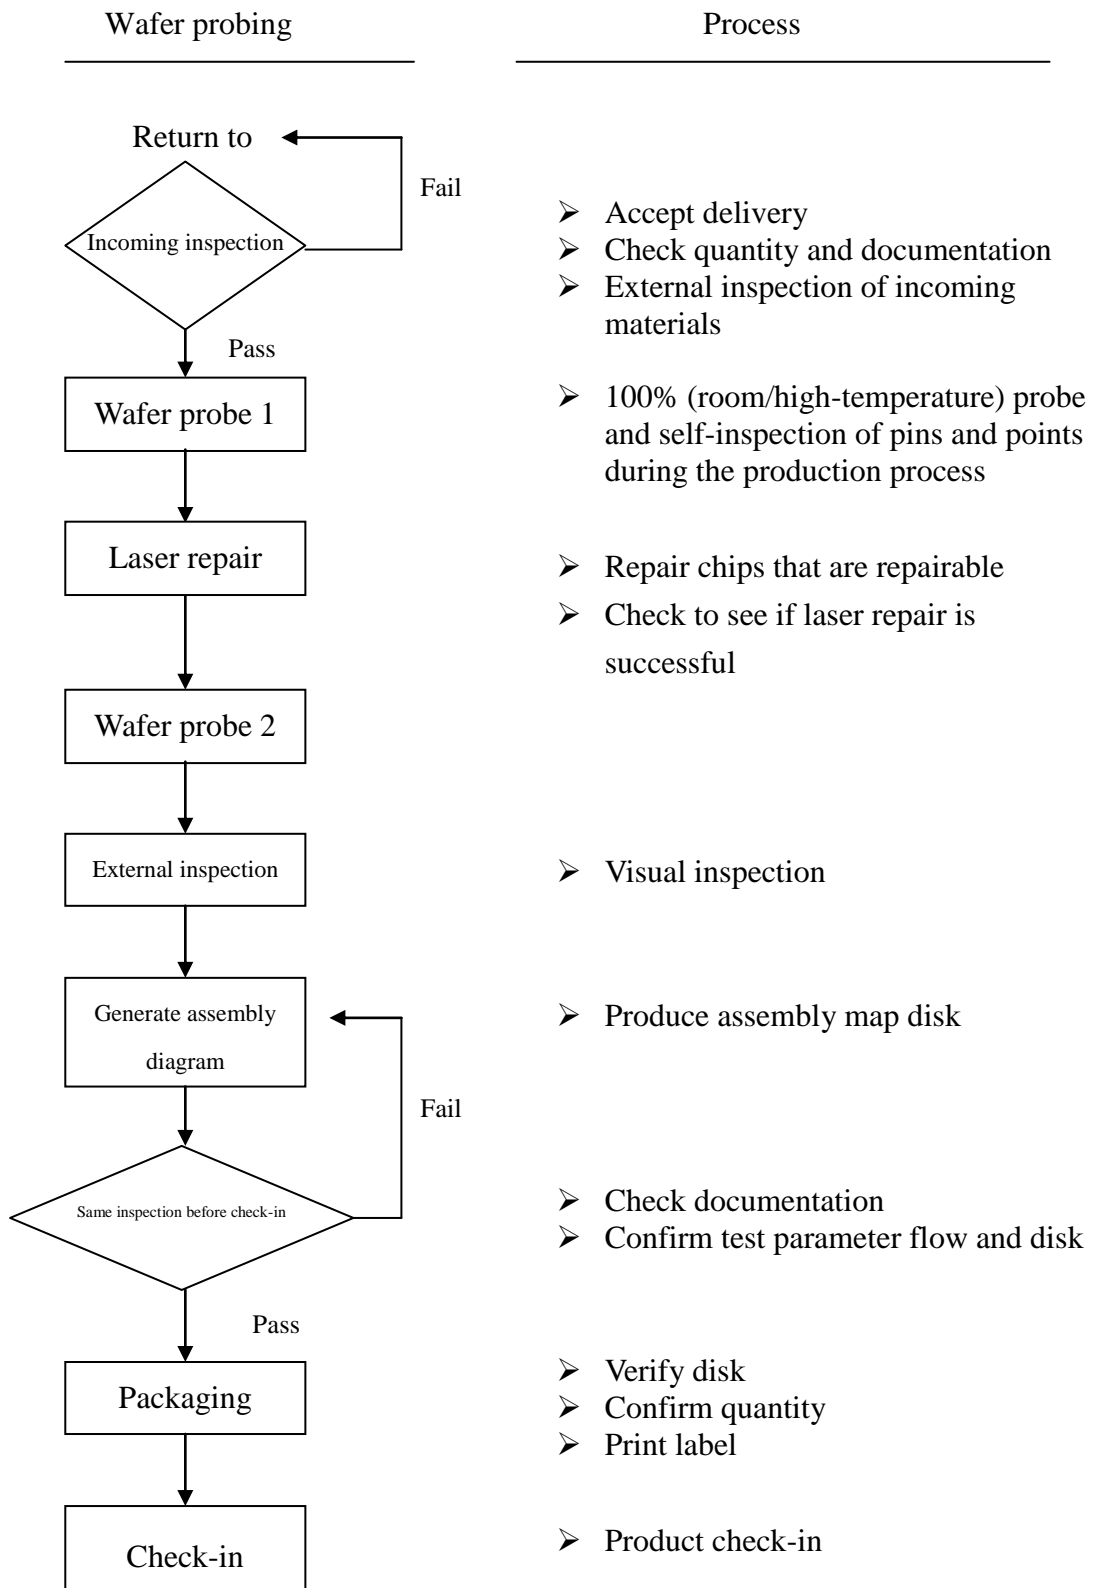 Wafer probing
Process
Return to
Fail
Incoming inspection
➢ Accept delivery
➢ Check quantity and documentation
➢ External inspection of incoming
materials
Pass
Wafer probe 1
➢ 100% (room/high-temperature) probe
and self-inspection of pins and points
during the production process
Laser repair
➢ Repair chips that are repairable
➢ Check to see if laser repair is
successful
Wafer probe 2
External inspection
➢ Visual inspection
Generate assembly
diagram
➢ Produce assembly map disk
Fail
Same inspection before check-in
➢ Check documentation
➢ Confirm test parameter flow and disk
Pass
Packaging
➢ Verify disk
➢ Confirm quantity
➢ Print label
Check-in
➢ Product check-in